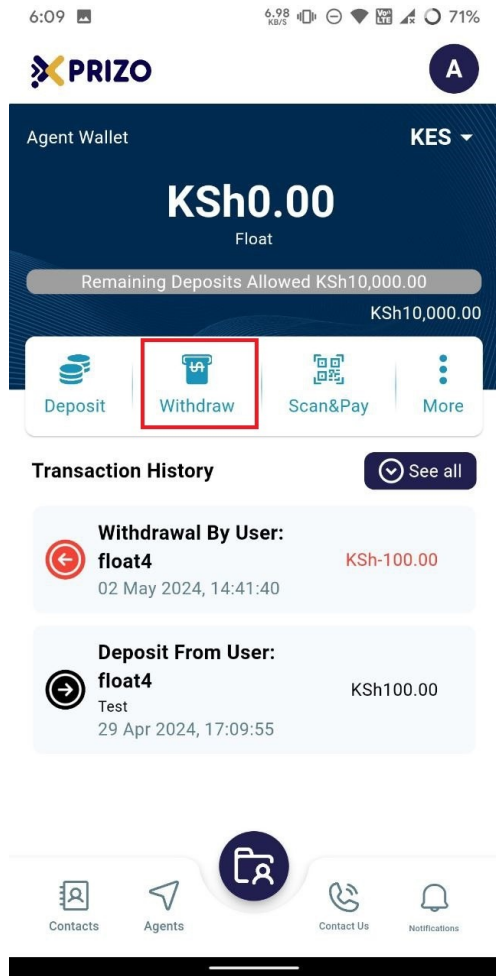 6:09 6.98 KB/S Vo) LTE 71%
PRIZO
A
Agent Wallet KES
KSh0.00
Float
Remaining Deposits Allowed KSh10,000.00
KSh10,000.00
Deposit Withdraw Scan&Pay More
Transaction History See all
Withdrawal By User:
float4 KSh-100.00
02 May 2024, 14:41:40
Deposit From User:
float4 KSh100.00
Test
29 Apr 2024, 17:09:55
Contacts Agents Contact Us Notifications